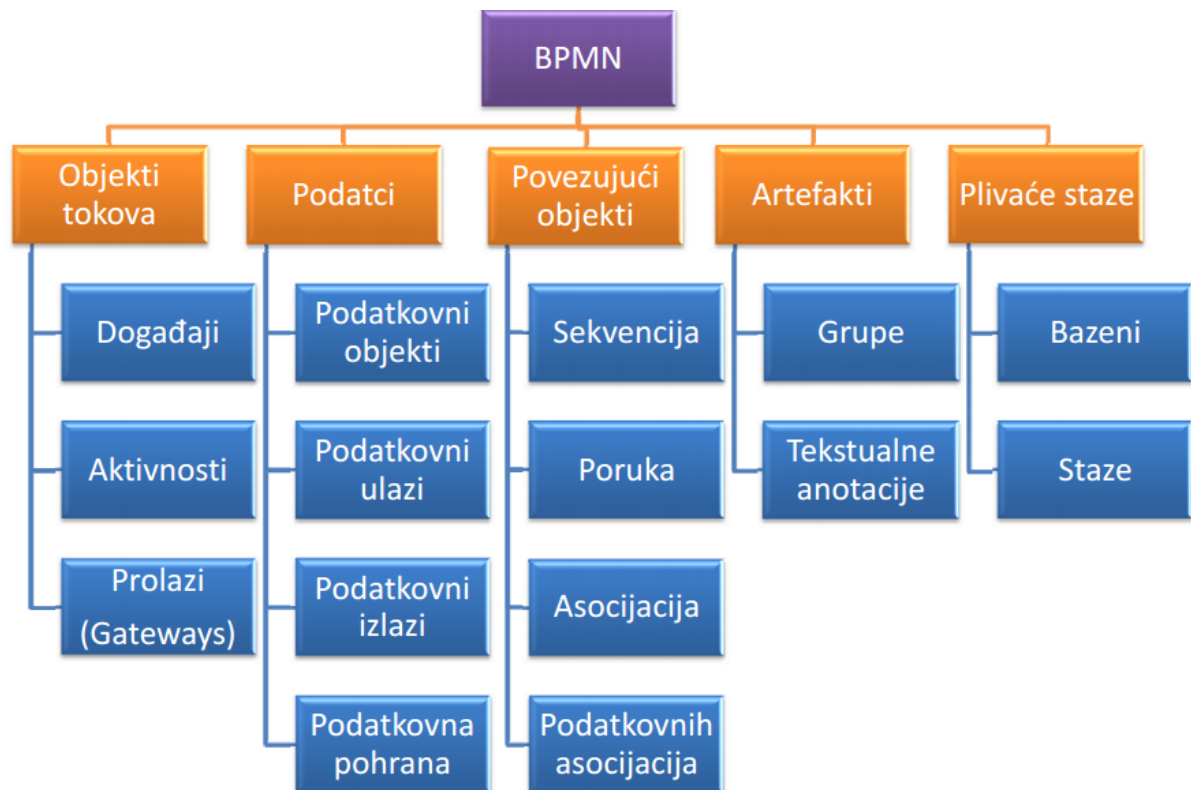 BPMN
Objekti
tokova
Događaji
Aktivnosti
Prolazi
(Gateways)
Podatci
Podatkovni
objekti
Podatkovni
ulazi
Podatkovni
izlazi
Podatkovna
pohrana
Povezujući
objekti
Sekvencija
Poruka
Asocijacija
Podatkovnih
asocijacija
Artefakti
Grupe
Tekstualne
anotacije
Plivaće staze
Bazeni
Staze